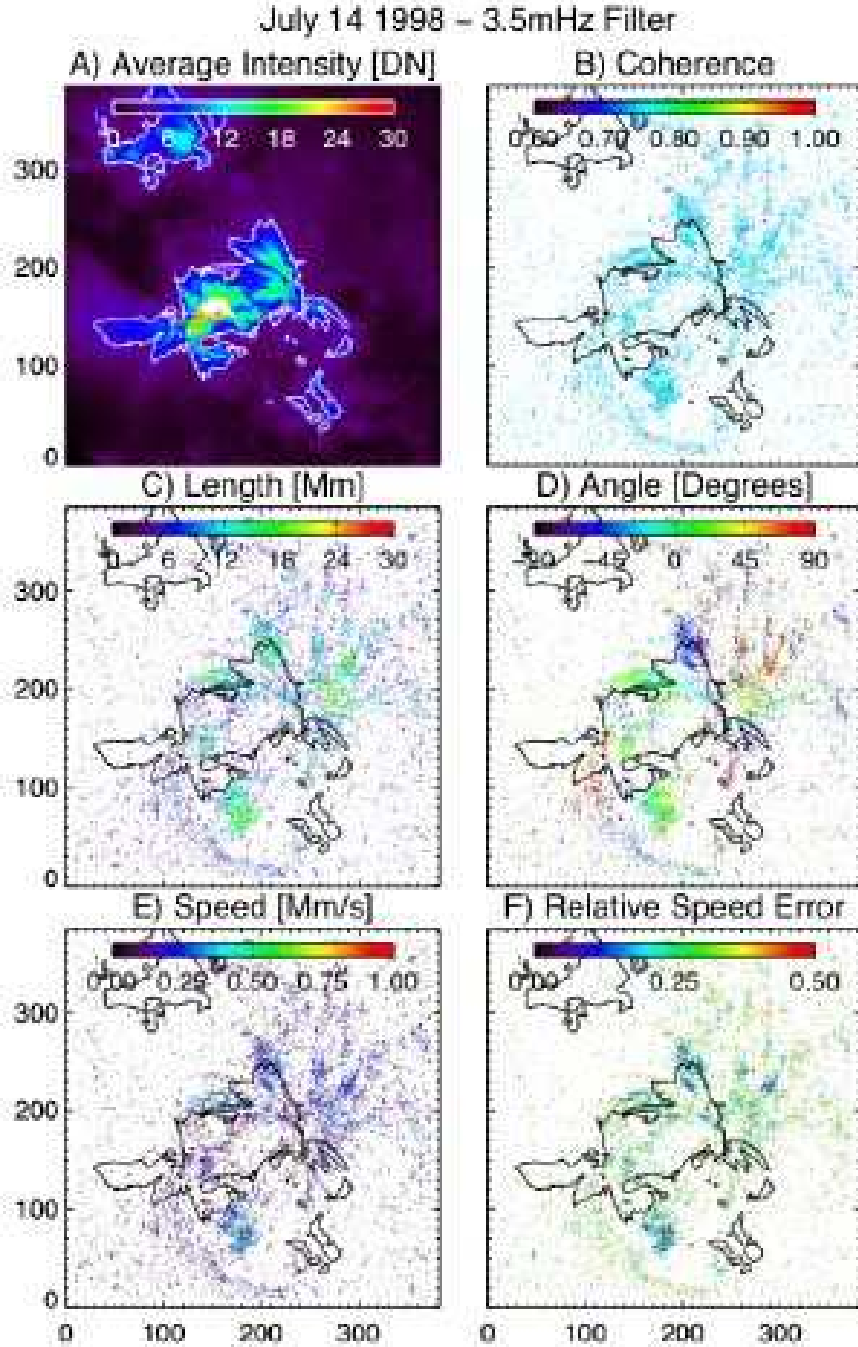 July 14 1998 – 3.5mHz Filter
A) Average Intensity [DN]
B) Coherence
0 6 12 18 24 30
0.60 0.70 0.80 0.90 1.00
300
200
100
0
C) Length [Mm]
D) Angle [Degrees]
0 6 12 18 24 30
-90 -45 0 45 90
300
200
100
0
E) Speed [Mm/s]
F) Relative Speed Error
0.00 0.25 0.50 0.75 1.00
0.00 0.25 0.50
300
200
100
0
0 100 200 300
0 100 200 300